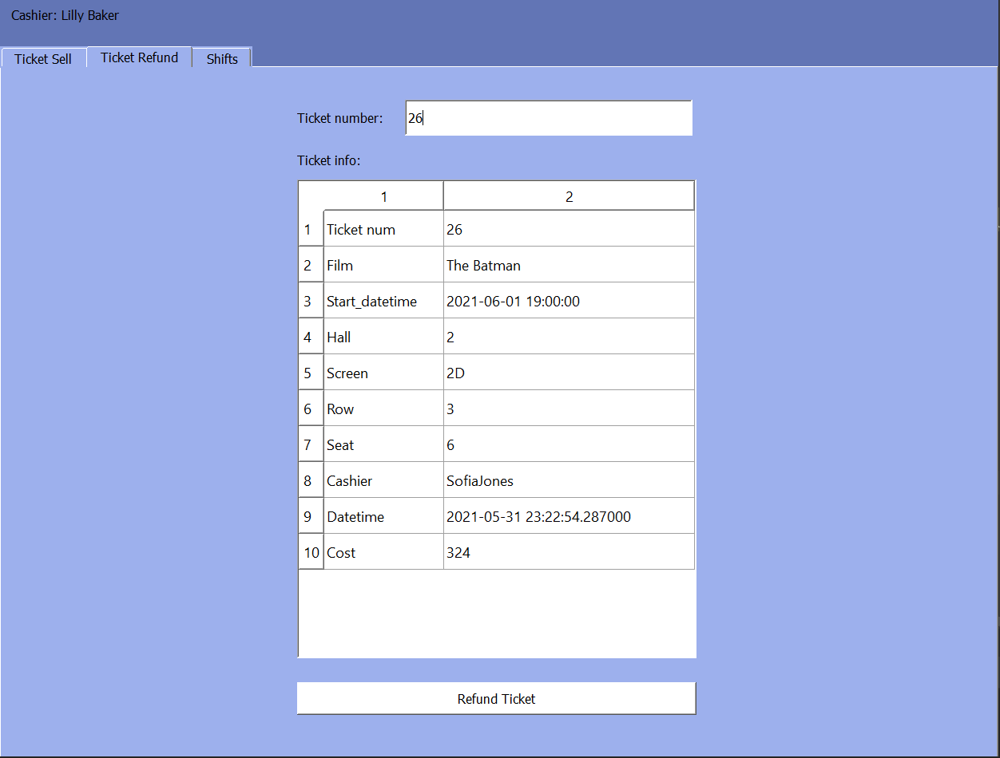 Cashier: Lilly Baker
Ticket Sell Ticket Refund Shifts
Ticket number: 26
Ticket info:
1 2
1 Ticket num 26
2 Film The Batman
3 Start_datetime 2021-06-01 19:00:00
4 Hall 2
5 Screen 2D
6 Row 3
7 Seat 6
8 Cashier SofiaJones
9 Datetime 2021-05-31 23:22:54.287000
10 Cost 324
Refund Ticket